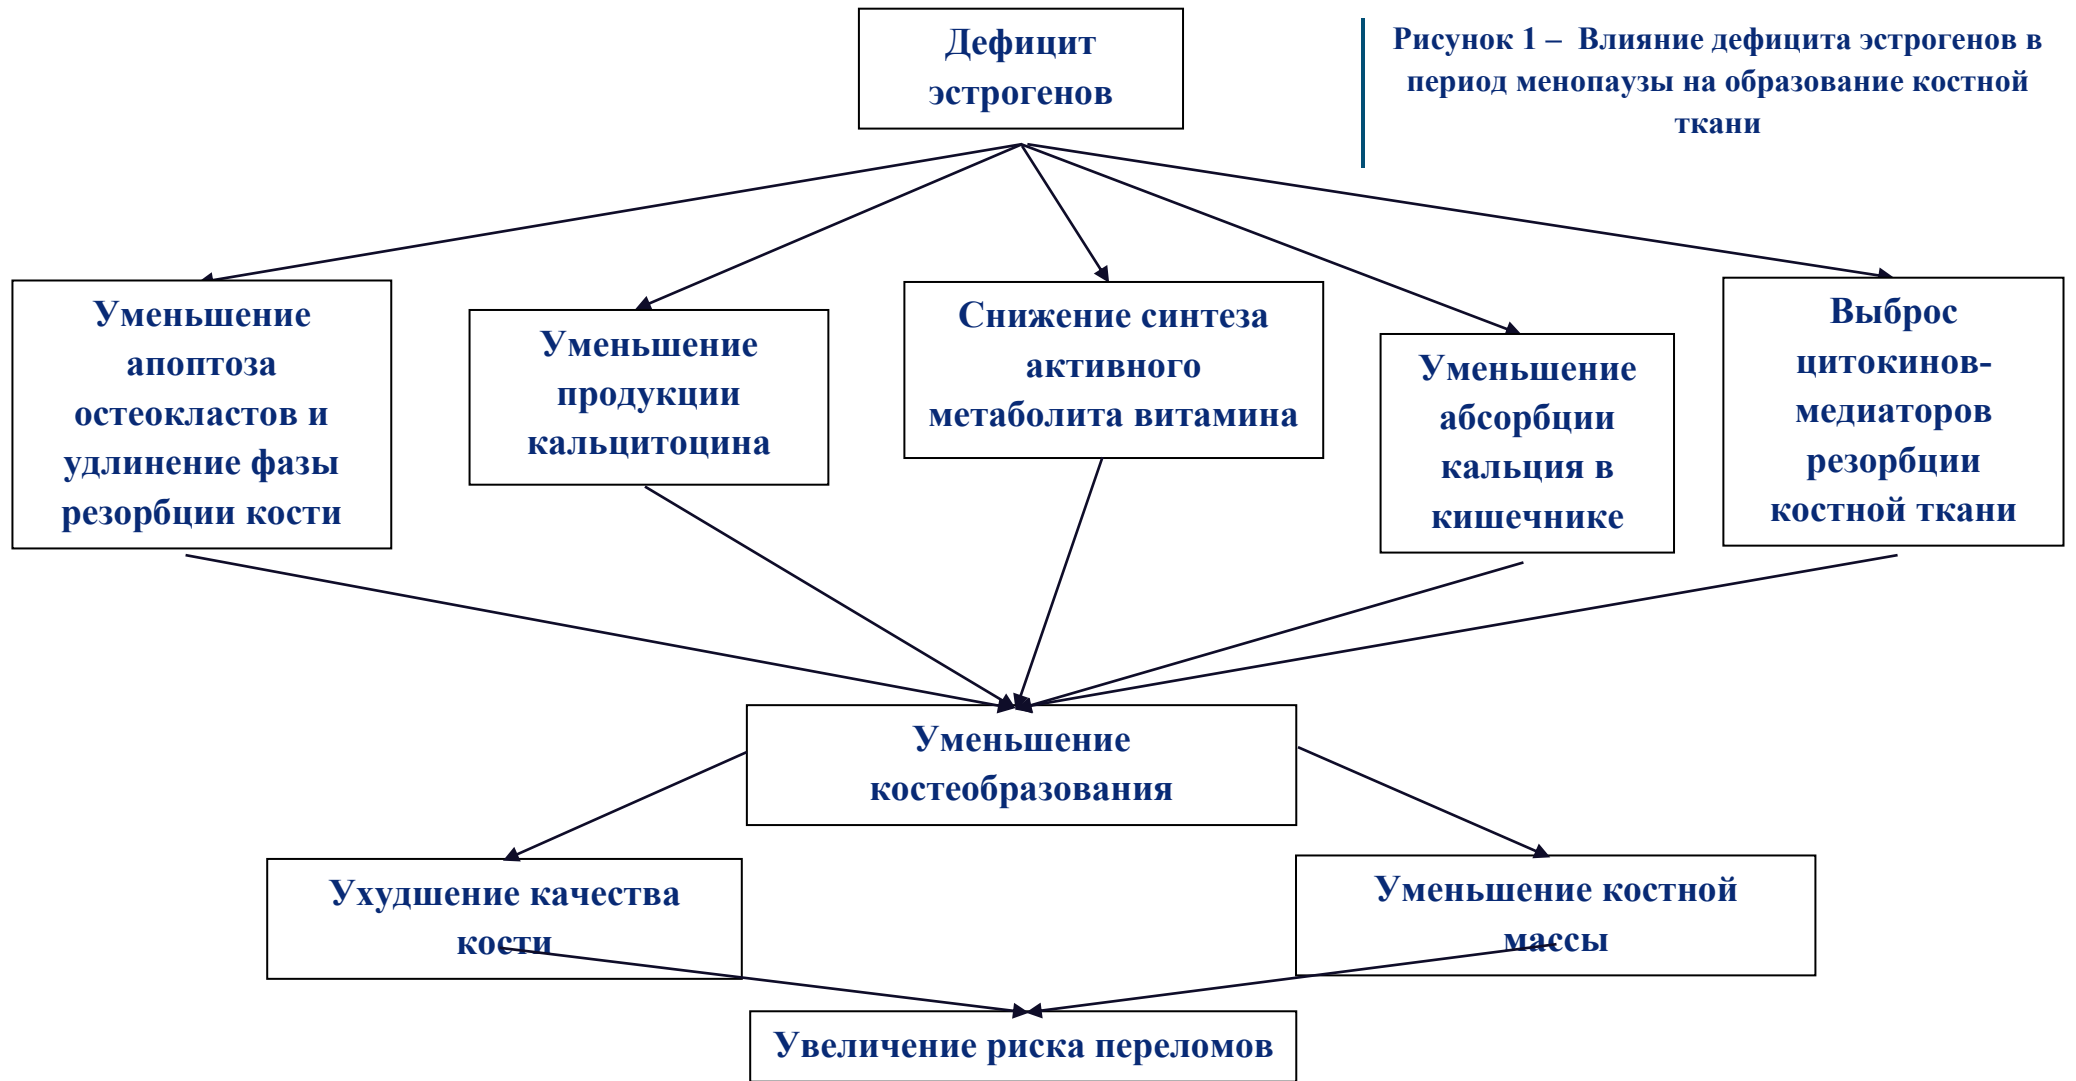 Дефицит
эстрогенов
Рисунок 1 – Влияние дефицита эстрогенов в
период менопаузы на образование костной
ткани
Уменьшение
апоптоза
остеокластов и
удлинение фазы
резорбции кости
Уменьшение
продукции
кальцитоцина
Снижение синтеза
активного
метаболита витамина
Уменьшение
абсорбции
кальция в
кишечнике
Выброс
цитокинов-
медиаторов
резорбции
костной ткани
Уменьшение
костеобразования
Ухудшение качества
кости
Уменьшение костной
массы
Увеличение риска переломов